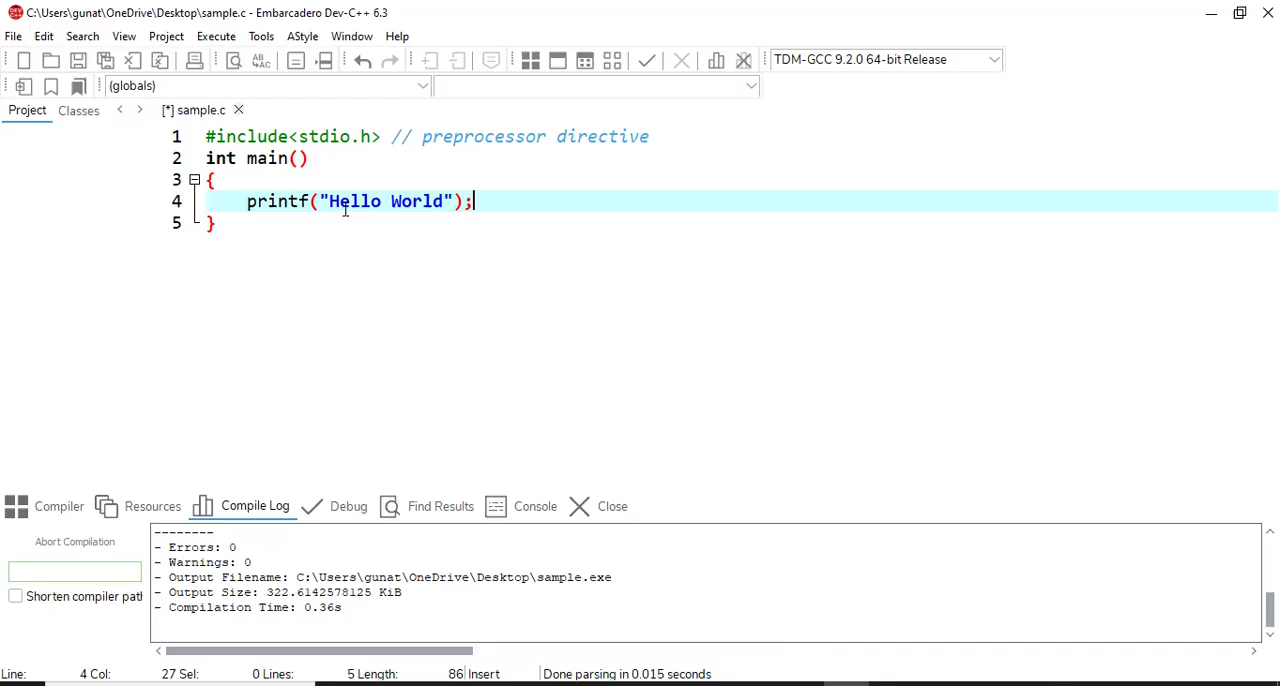 C:\Users\gunat\OneDrive\Desktop\sample.c - Embarcadero Dev-C++ 6.3
File Edit Search View Project Execute Tools AStyle Window Help
TDM-GCC 9.2.0 64-bit Release
(globals)
Project Classes [*] sample.c
1 #include<stdio.h> // preprocessor directive
2 int main()
3 {
4 printf("Hello World");
5 }
Compiler Resources Compile Log Debug Find Results Console Close
Abort Compilation
Shorten compiler path
--------
- Errors: 0
- Warnings: 0
- Output Filename: C:\Users\gunat\OneDrive\Desktop\sample.exe
- Output Size: 322.6142578125 KiB
- Compilation Time: 0.36s
Line: 4 Col: 27 Sel: 0 Lines: 5 Length: 86 Insert Done parsing in 0.015 seconds